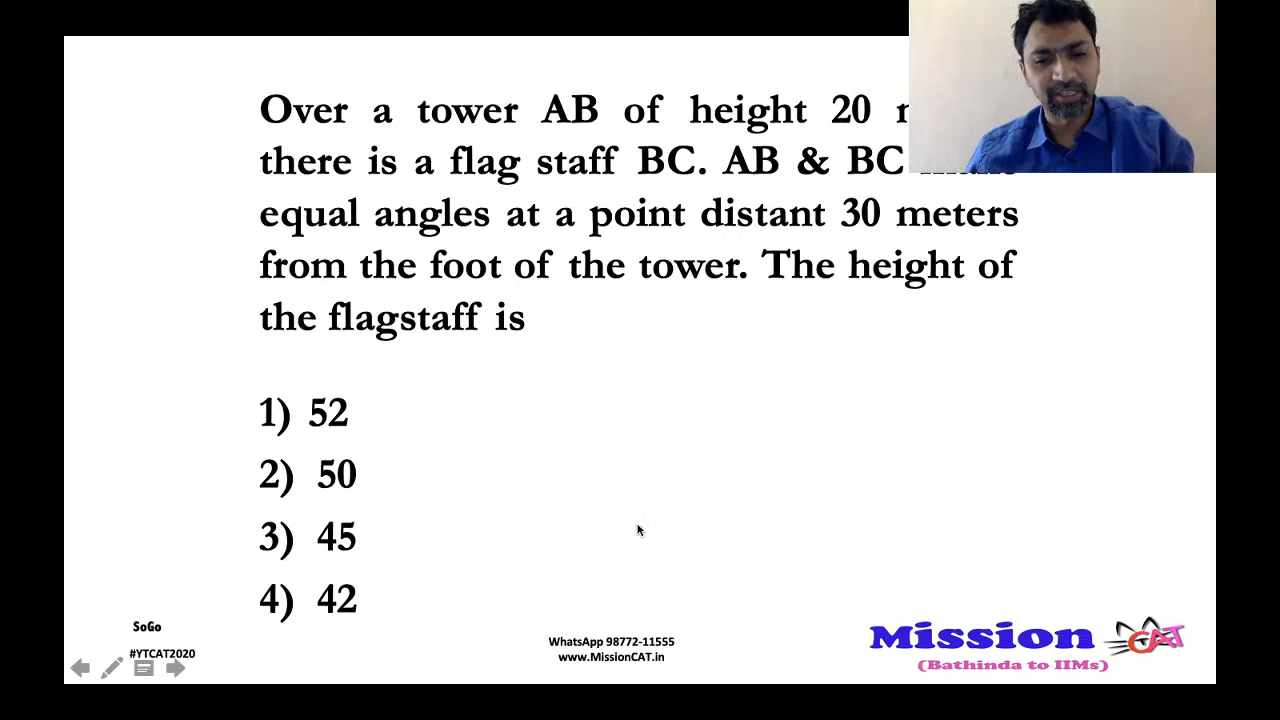 Over a tower AB of height 20
there is a flag staff BC. AB & BC
equal angles at a point distant 30 meters
from the foot of the tower. The height of
the flagstaff is
1) 52
2) 50
3) 45
4) 42
SoGo
#YTCAT2020
WhatsApp 98772-11555
www.MissionCAT.in
Mission CAT
(Bathinda to IIMs)